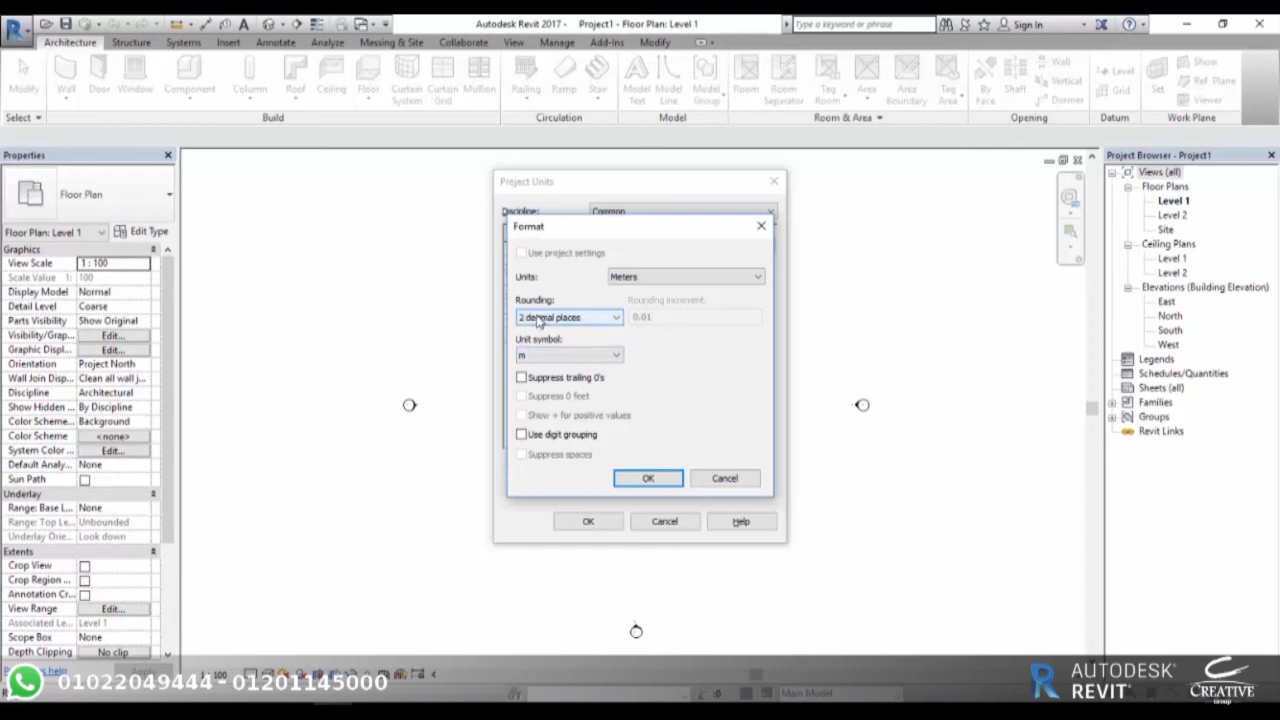 Autodesk Revit 2017 - Project1 - Floor Plan: Level 1
Type a keyword or phrase
Sign In
Architecture Structure Systems Insert Annotate Analyze Massing & Site Collaborate View Manage Add-Ins Modify
Modify Wall Door Window Component Column Roof Ceiling Floor Curtain System Curtain Grid Mullion Railing Ramp Stair Model Text Model Line Model Group Room Room Separator Tag Room Area Area Boundary Tag Area By Face Shaft Wall Vertical Dormer Level Grid Set Show Ref Plane Viewer
Select Build Circulation Model Room & Area Opening Datum Work Plane
Properties
Floor Plan
Floor Plan: Level 1 Edit Type
Graphics
View Scale 1 : 100
Scale Value 1: 100
Display Model Normal
Detail Level Coarse
Parts Visibility Show Original
Visibility/Grap... Edit...
Graphic Displ... Edit...
Orientation Project North
Wall Join Disp... Clean all wall j...
Discipline Architectural
Show Hidden ... By Discipline
Color Scheme... Background
Color Scheme <none>
System Color ... Edit...
Default Analy... None
Sun Path
Underlay
Range: Base L... None
Range: Top Le... Unbounded
Underlay Orie... Look down
Extents
Crop View
Crop Region ...
Annotation Cr...
View Range Edit...
Associated Le... Level 1
Scope Box None
Depth Clipping No clip
Project Units
Discipline: Common
Format
Use project settings
Units: Meters
Rounding: Rounding increment:
2 decimal places 0.01
Unit symbol:
m
Suppress trailing 0's
Suppress 0 feet
Show + for positive values
Use digit grouping
Suppress spaces
OK Cancel
OK Cancel Help
Project Browser - Project1
Views (all)
Floor Plans
Level 1
Level 2
Site
Ceiling Plans
Level 1
Level 2
Elevations (Building Elevation)
East
North
South
West
Legends
Schedules/Quantities
Sheets (all)
Families
Groups
Revit Links
: 100
:0 Main Model
01022049444 - 01201145000
R AUTODESK®
REVIT®
CREATIVE
Group